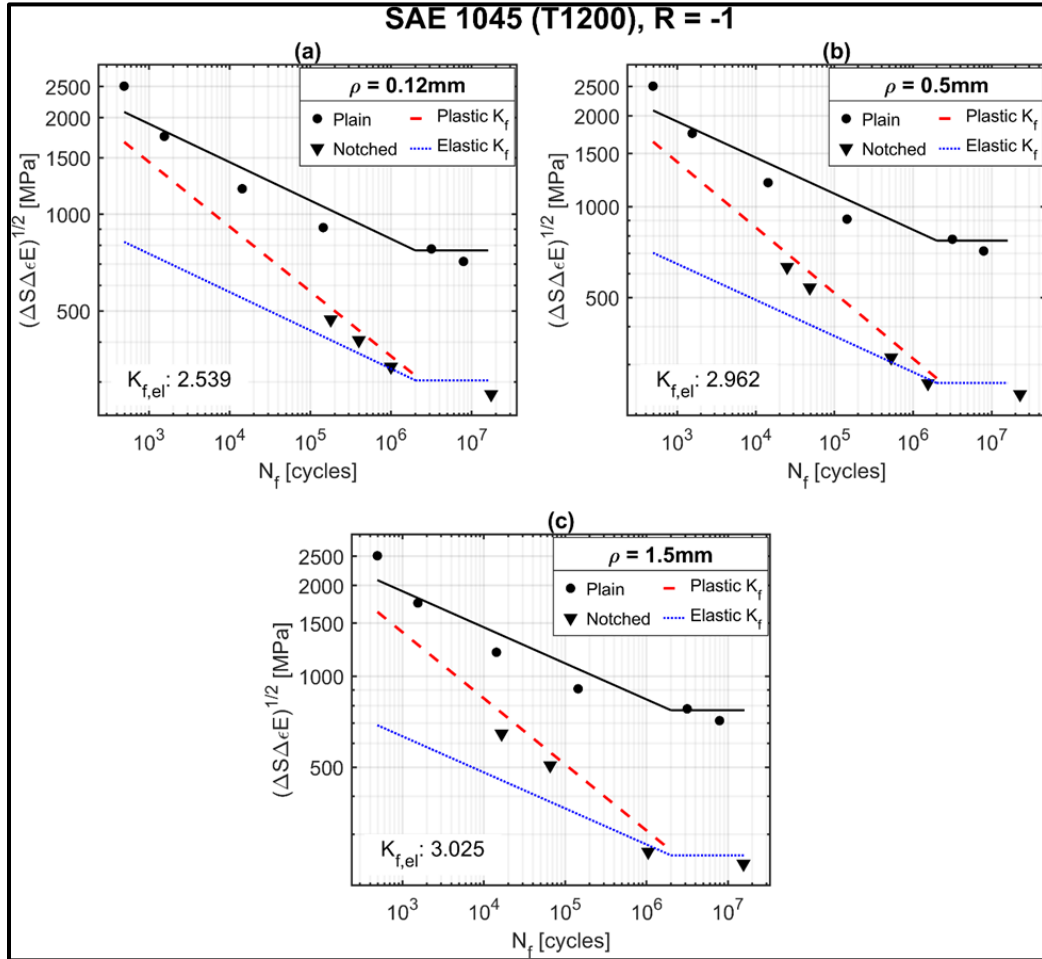 SAE 1045 (T1200), R = -1
(a)
ρ = 0.12mm
Plain
Plastic K_f
Notched
Elastic K_f
2500
2000
1500
1000
500
(ΔSΔϵE)^{1/2} [MPa]
K_{f,el}: 2.539
10^3
10^4
10^5
10^6
10^7
N_f [cycles]
(b)
ρ = 0.5mm
Plain
Plastic K_f
Notched
Elastic K_f
2500
2000
1500
1000
500
(ΔSΔϵE)^{1/2} [MPa]
K_{f,el}: 2.962
10^3
10^4
10^5
10^6
10^7
N_f [cycles]
(c)
ρ = 1.5mm
Plain
Plastic K_f
Notched
Elastic K_f
2500
2000
1500
1000
500
(ΔSΔϵE)^{1/2} [MPa]
K_{f,el}: 3.025
10^3
10^4
10^5
10^6
10^7
N_f [cycles]